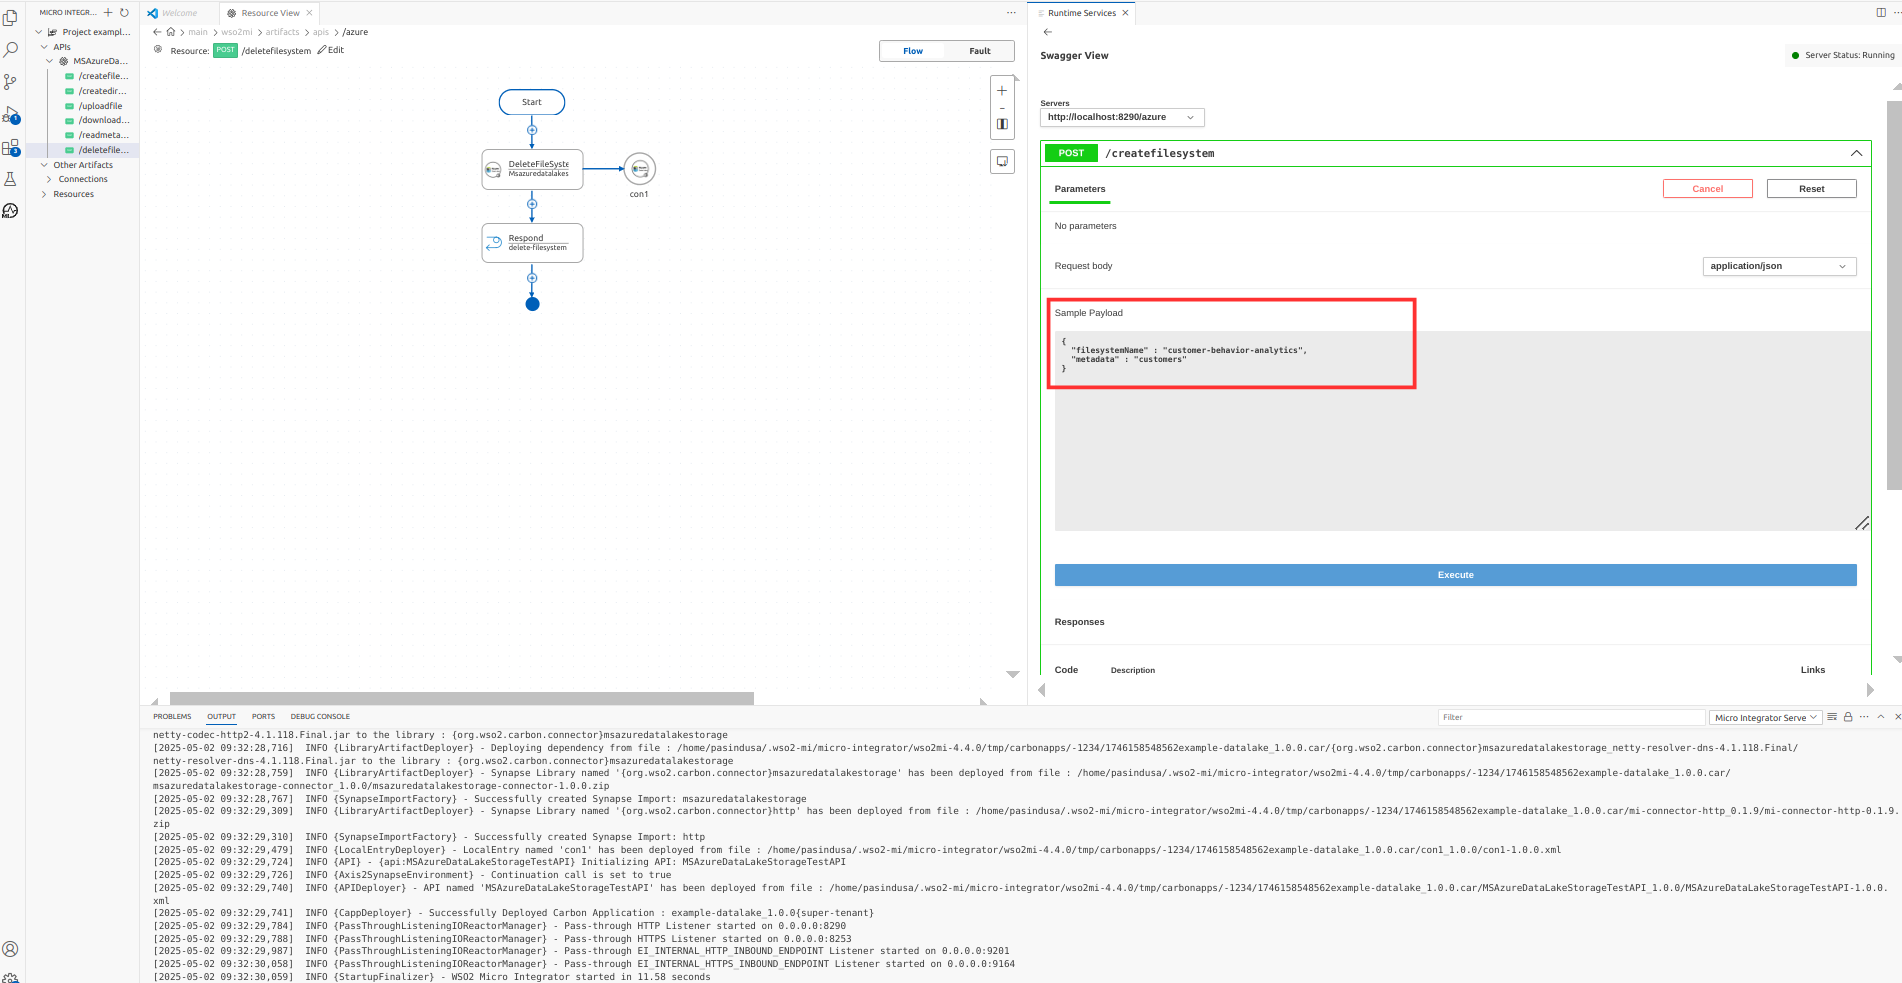 MICRO INTEGR...
Project exampl...
APIs
MSAzureDa...
/createfile...
/createdir...
/uploadfile
/download...
/readmeta...
/deletefile...
Other Artifacts
Connections
Resources
1
3
Welcome
Resource View
main
wso2mi
artifacts
apis
/azure
Resource: POST /deletefilesystem Edit
Flow
Fault
Start
DeleteFileSyste
Msazuredatalakes
con1
Respond
delete-filesystem
Runtime Services
Swagger View
Server Status: Running
Servers
http://localhost:8290/azure
POST /createfilesystem
Parameters
Cancel
Reset
No parameters
Request body
application/json
Sample Payload
{
"filesystemName" : "customer-behavior-analytics",
"metadata" : "customers"
}
Execute
Responses
Code Description Links
PROBLEMS OUTPUT PORTS DEBUG CONSOLE
Filter
Micro Integrator Serve
netty-codec-http2-4.1.118.Final.jar to the library : {org.wso2.carbon.connector}msazuredatalakestorage
[2025-05-02 09:32:28,716] INFO {LibraryArtifactDeployer} - Deploying dependency from file : /home/pasindusa/.wso2-mi/micro-integrator/wso2mi-4.4.0/tmp/carbonapps/-1234/1746158548562example-datalake_1.0.0.car/{org.wso2.carbon.connector}msazuredatalakestorage_netty-resolver-dns-4.1.118.Final/
netty-resolver-dns-4.1.118.Final.jar to the library : {org.wso2.carbon.connector}msazuredatalakestorage
[2025-05-02 09:32:28,759] INFO {LibraryArtifactDeployer} - Synapse Library named '{org.wso2.carbon.connector}msazuredatalakestorage' has been deployed from file : /home/pasindusa/.wso2-mi/micro-integrator/wso2mi-4.4.0/tmp/carbonapps/-1234/1746158548562example-datalake_1.0.0.car/
msazuredatalakestorage-connector_1.0.0/msazuredatalakestorage-connector-1.0.0.zip
[2025-05-02 09:32:28,767] INFO {SynapseImportFactory} - Successfully created Synapse Import: msazuredatalakestorage
[2025-05-02 09:32:29,309] INFO {LibraryArtifactDeployer} - Synapse Library named '{org.wso2.carbon.connector}http' has been deployed from file : /home/pasindusa/.wso2-mi/micro-integrator/wso2mi-4.4.0/tmp/carbonapps/-1234/1746158548562example-datalake_1.0.0.car/mi-connector-http_0.1.9/mi-connector-http-0.1.9.
zip
[2025-05-02 09:32:29,310] INFO {SynapseImportFactory} - Successfully created Synapse Import: http
[2025-05-02 09:32:29,479] INFO {LocalEntryDeployer} - LocalEntry named 'con1' has been deployed from file : /home/pasindusa/.wso2-mi/micro-integrator/wso2mi-4.4.0/tmp/carbonapps/-1234/1746158548562example-datalake_1.0.0.car/con1_1.0.0/con1-1.0.0.xml
[2025-05-02 09:32:29,724] INFO {API} - {api:MSAzureDataLakeStorageTestAPI} Initializing API: MSAzureDataLakeStorageTestAPI
[2025-05-02 09:32:29,726] INFO {Axis2SynapseEnvironment} - Continuation call is set to true
[2025-05-02 09:32:29,740] INFO {APIDeployer} - API named 'MSAzureDataLakeStorageTestAPI' has been deployed from file : /home/pasindusa/.wso2-mi/micro-integrator/wso2mi-4.4.0/tmp/carbonapps/-1234/1746158548562example-datalake_1.0.0.car/MSAzureDataLakeStorageTestAPI_1.0.0/MSAzureDataLakeStorageTestAPI-1.0.0.
xml
[2025-05-02 09:32:29,741] INFO {CappDeployer} - Successfully Deployed Carbon Application : example-datalake_1.0.0{super-tenant}
[2025-05-02 09:32:29,784] INFO {PassThroughListeningIOReactorManager} - Pass-through HTTP Listener started on 0.0.0.0:8290
[2025-05-02 09:32:29,788] INFO {PassThroughListeningIOReactorManager} - Pass-through HTTPS Listener started on 0.0.0.0:8253
[2025-05-02 09:32:29,987] INFO {PassThroughListeningIOReactorManager} - Pass-through EI_INTERNAL_HTTP_INBOUND_ENDPOINT Listener started on 0.0.0.0:9201
[2025-05-02 09:32:30,058] INFO {PassThroughListeningIOReactorManager} - Pass-through EI_INTERNAL_HTTPS_INBOUND_ENDPOINT Listener started on 0.0.0.0:9164
[2025-05-02 09:32:30,059] INFO {StartupFinalizer} - WSO2 Micro Integrator started in 11.58 seconds